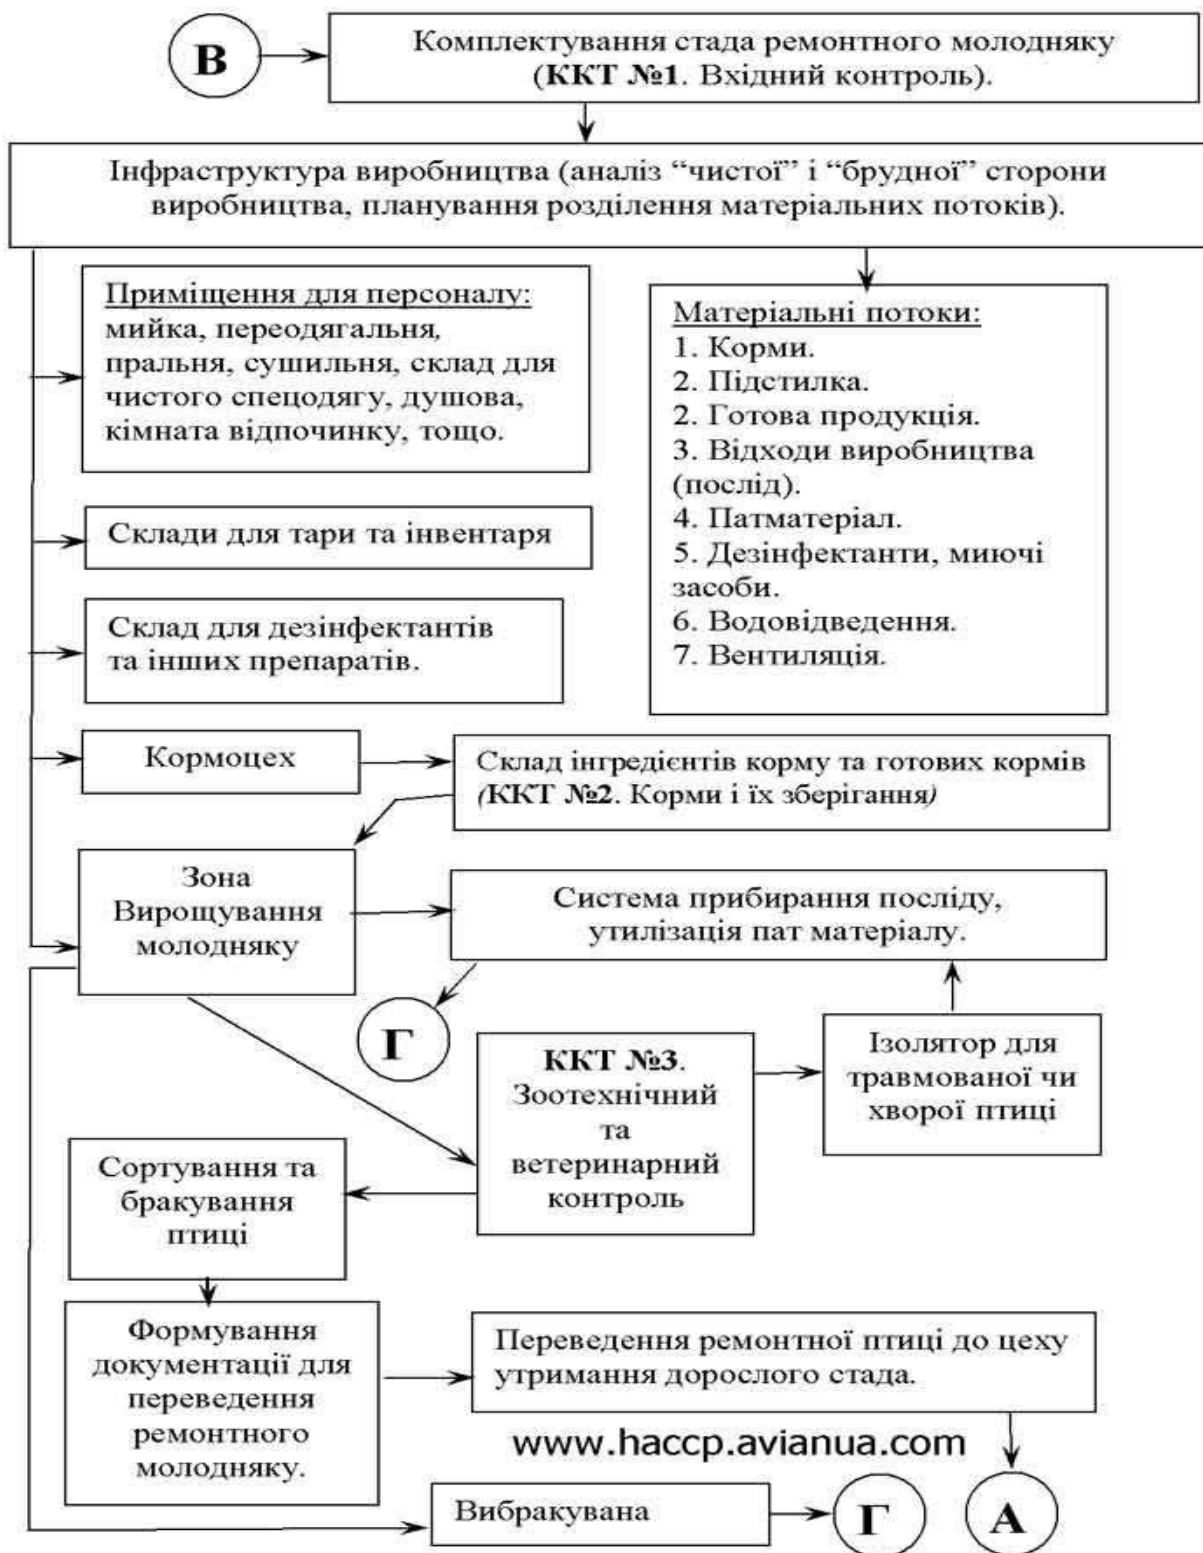 В
Комплектування стада ремонтного молодняку
(ККТ №1. Вхідний контроль).
Інфраструктура виробництва (аналіз “чистої” і “брудної” сторони
виробництва, планування розділення матеріальних потоків).
Приміщення для персоналу:
мийка, переодягальня,
пральня, сушильня, склад для
чистого спецодягу, душова,
кімната відпочинку, тощо.
Матеріальні потоки:
1. Корми.
2. Підстилка.
2. Готова продукція.
3. Відходи виробництва
(послід).
4. Патматеріал.
5. Дезінфектанти, миючі
засоби.
6. Водовідведення.
7. Вентиляція.
Склади для тари та інвентаря
Склад для дезінфектантів
та інших препаратів.
Кормоцех
Склад інгредієнтів корму та готових кормів
(ККТ №2. Корми і їх зберігання)
Зона
Вирощування
молодняку
Система прибирання посліду,
утилізація пат матеріалу.
Г
ККТ №3.
Зоотехнічний
та
ветеринарний
контроль
Ізолятор для
травмованої чи
хворої птиці
Сортування та
бракування
птиці
Формування
документації для
переведення
ремонтного
молодняку.
Переведення ремонтної птиці до цеху
утримання дорослого стада.
www.haccp.avianua.com
Вибракувана
Г
А